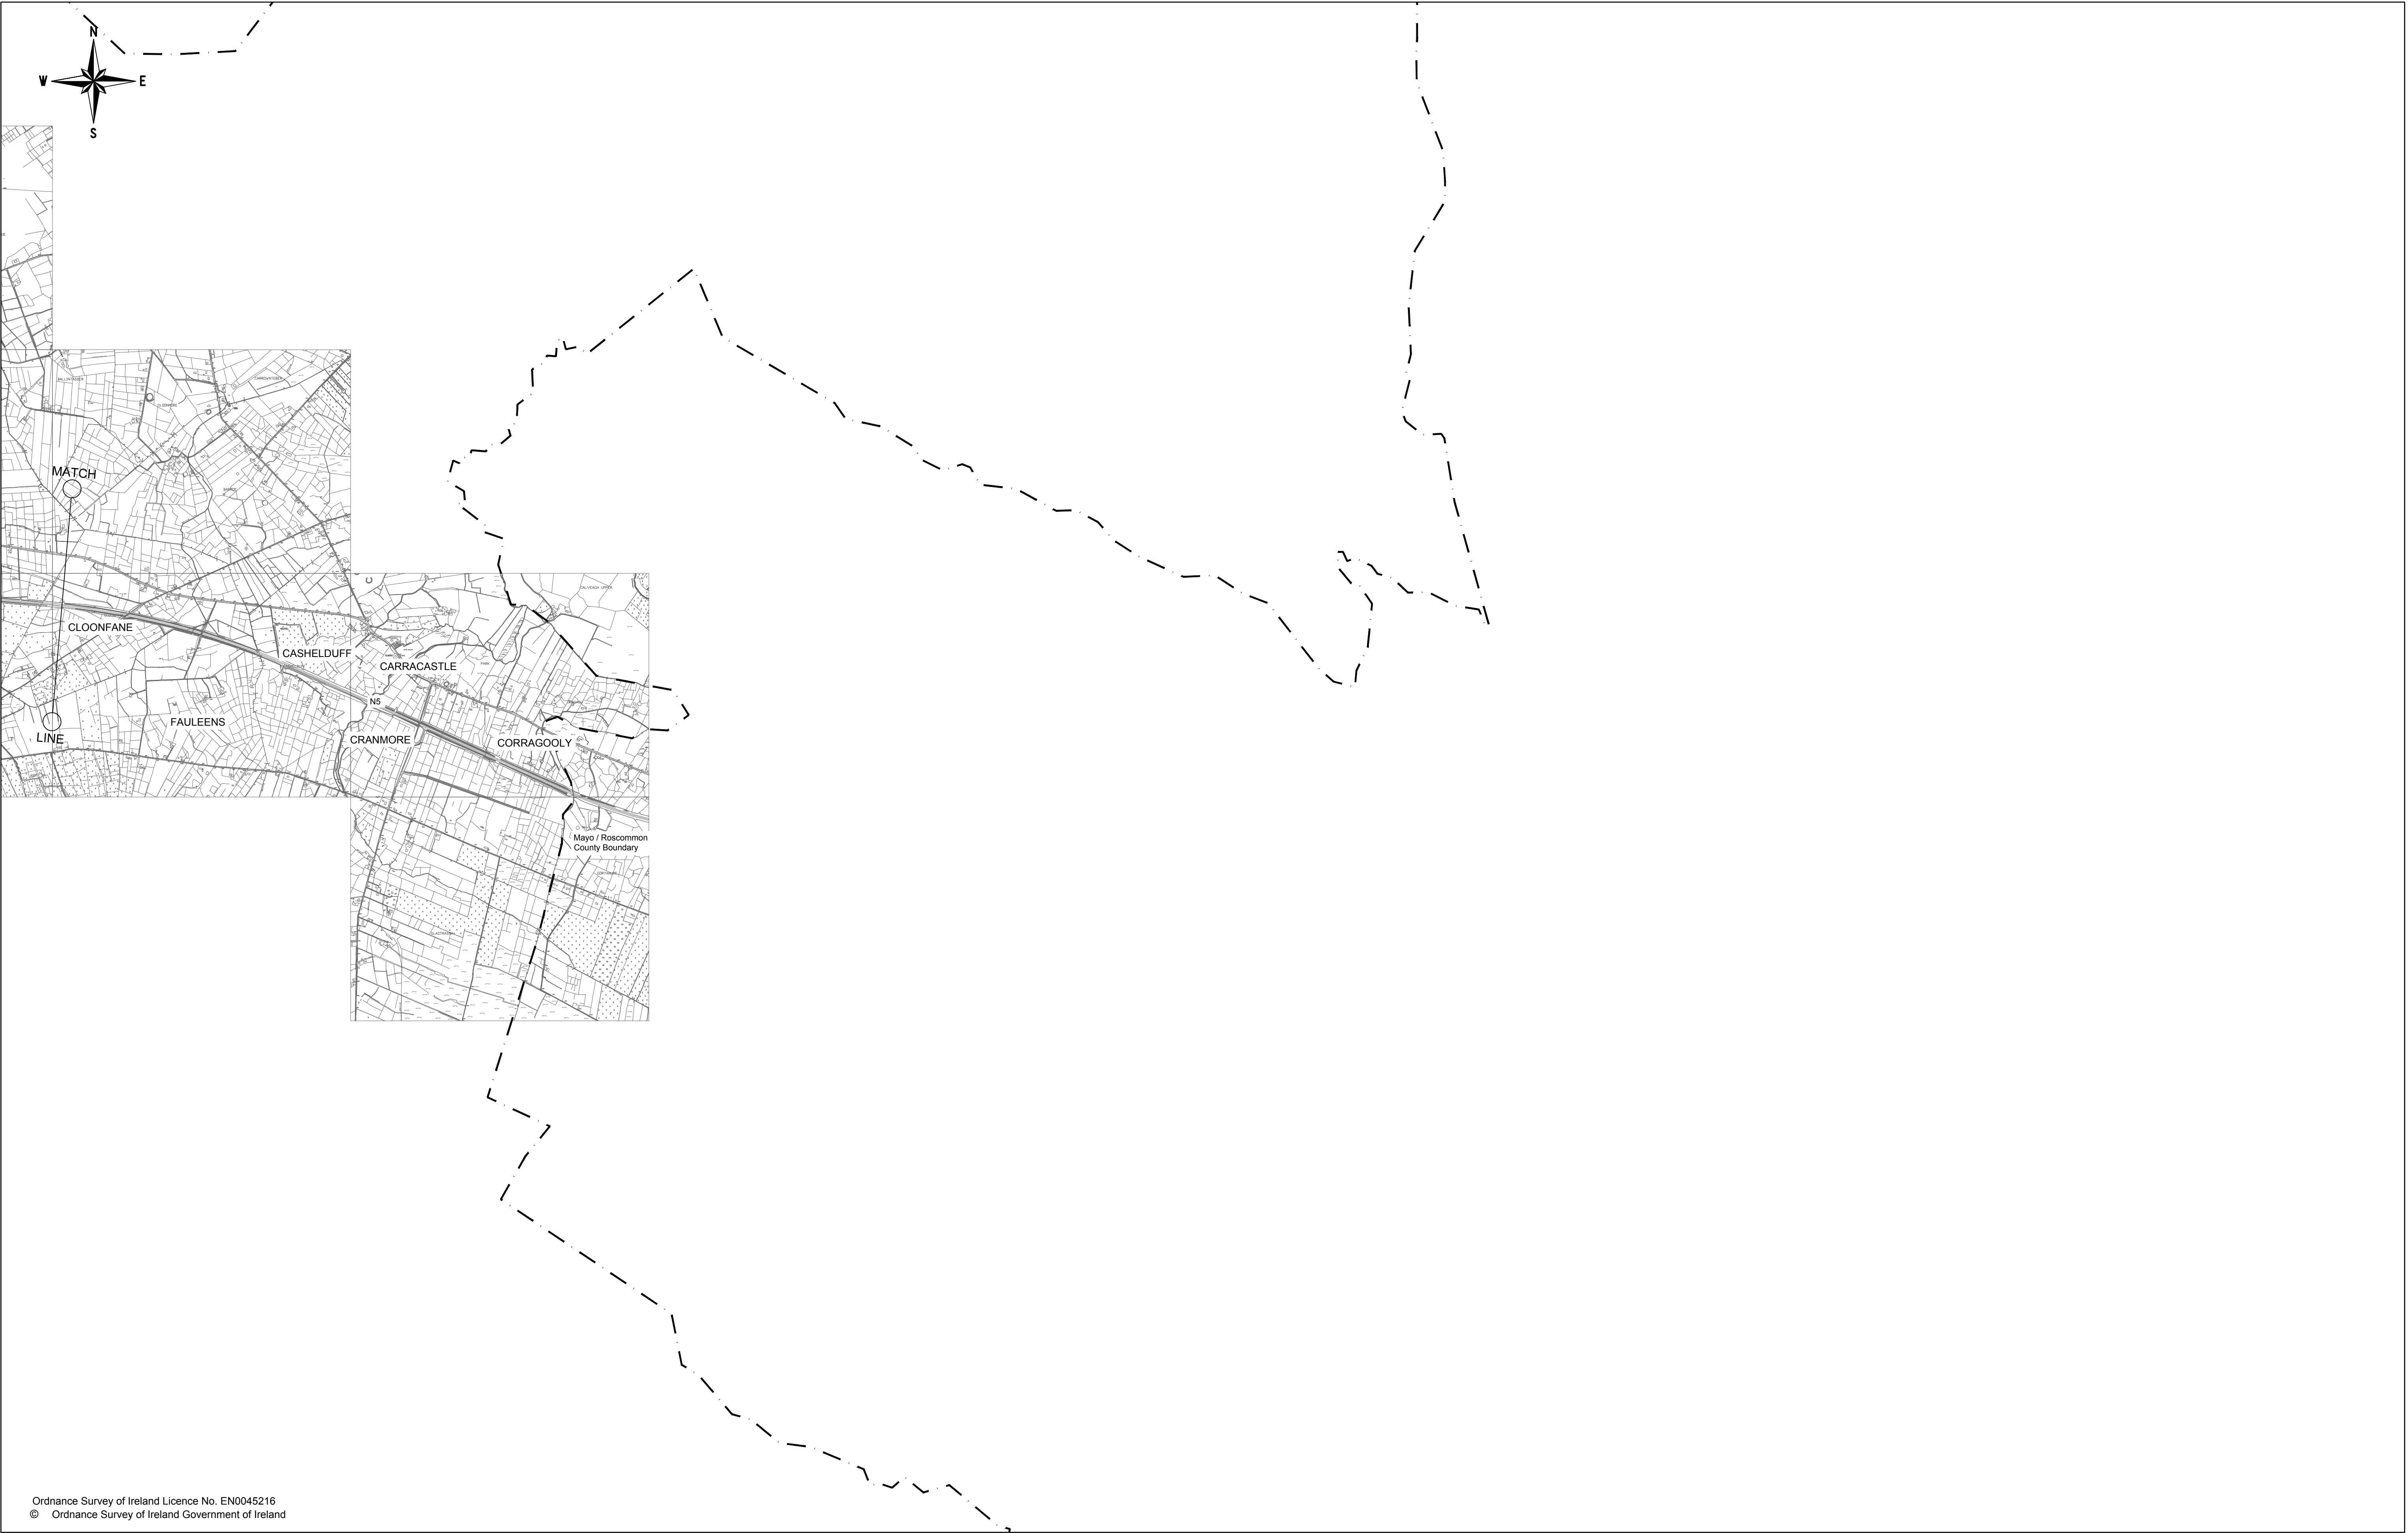 N
W E
S
MATCH
LINE
CLOONFANE
CASHELDUFF
CARRACASTLE
N5
FAULEENS
CRANMORE
CORRAGOOLY
Mayo / Roscommon
County Boundary
Ordnance Survey of Ireland Licence No. EN0045216
© Ordnance Survey of Ireland Government of Ireland